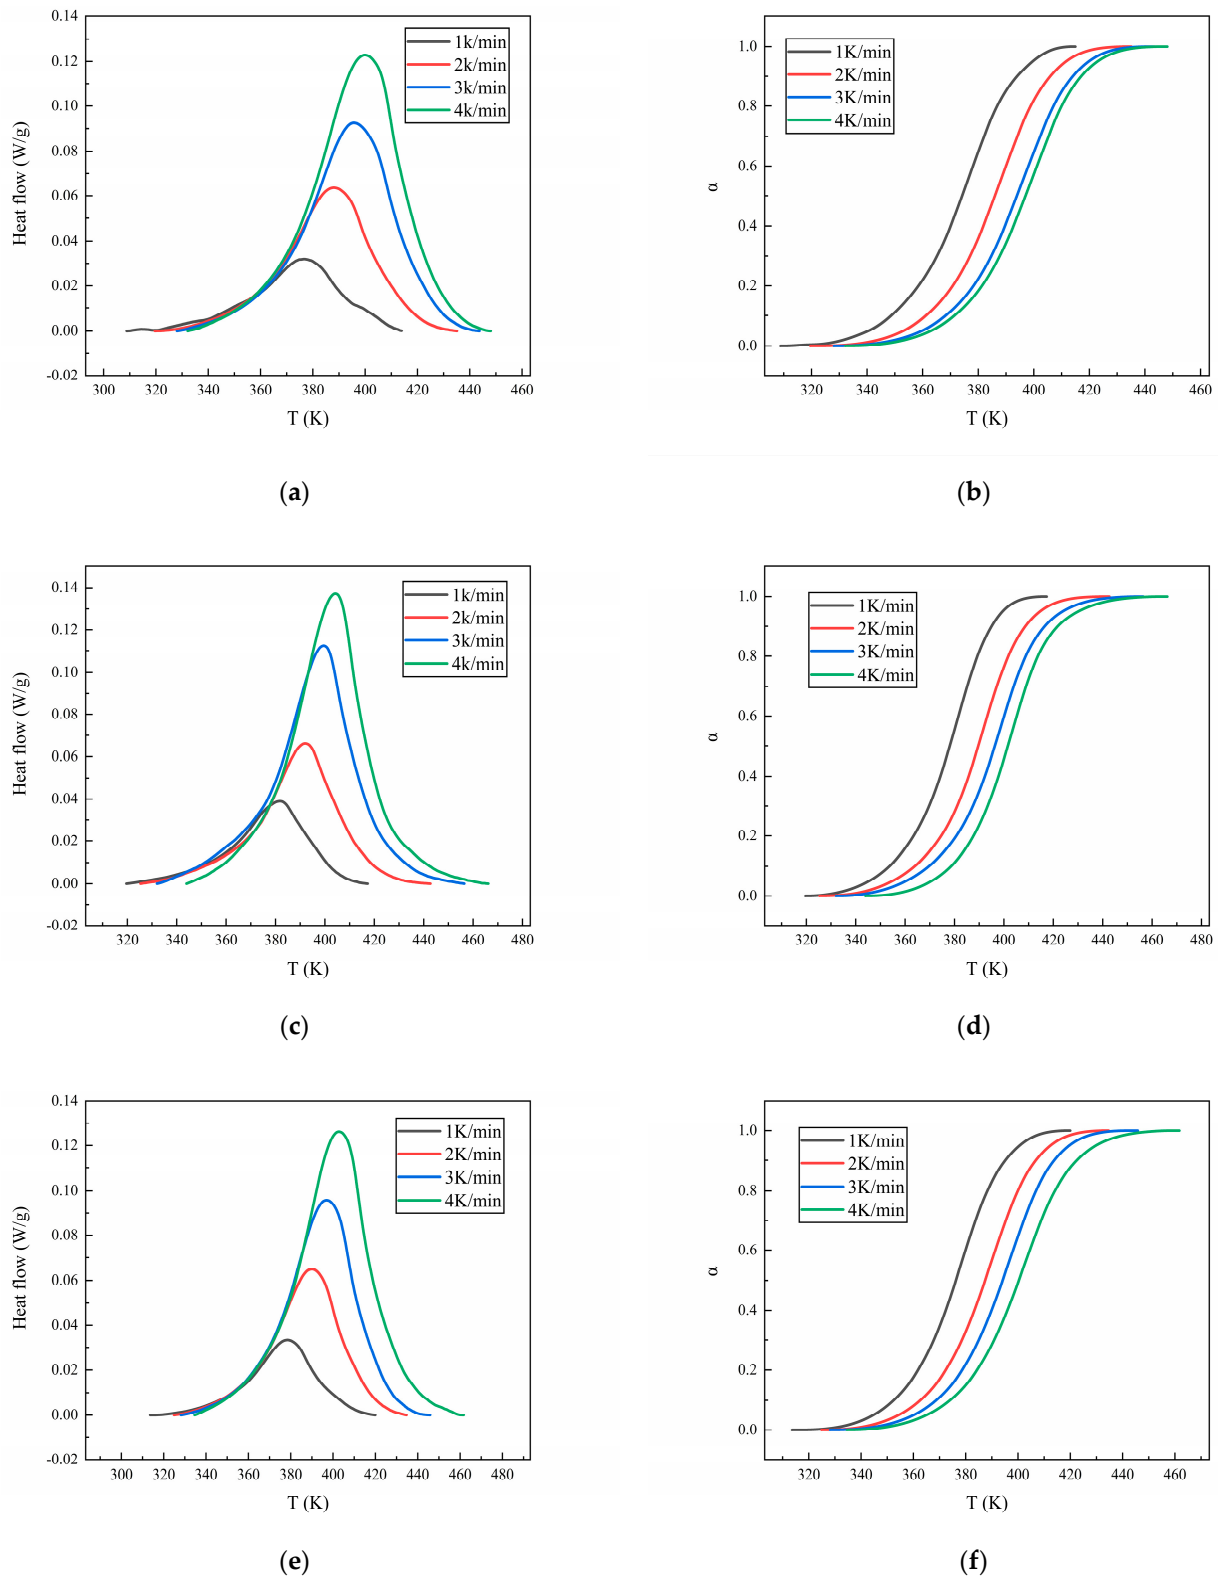 0.14
0.12
0.10
0.08
0.06
0.04
0.02
0.00
-0.02
Heat flow (W/g)
1k/min
2k/min
3k/min
4k/min
300 320 340 360 380 400 420 440 460
T (K)
(a)
1.0
0.8
0.6
0.4
0.2
0.0
α
1K/min
2K/min
3K/min
4K/min
320 340 360 380 400 420 440 460
T (K)
(b)
0.14
0.12
0.10
0.08
0.06
0.04
0.02
0.00
-0.02
Heat flow (W/g)
1k/min
2k/min
3k/min
4k/min
320 340 360 380 400 420 440 460 480
T (K)
(c)
1.0
0.8
0.6
0.4
0.2
0.0
α
1K/min
2K/min
3K/min
4K/min
320 340 360 380 400 420 440 460 480
T (K)
(d)
0.14
0.12
0.10
0.08
0.06
0.04
0.02
0.00
-0.02
Heat flow (W/g)
1K/min
2K/min
3K/min
4K/min
300 320 340 360 380 400 420 440 460 480
T (K)
(e)
1.0
0.8
0.6
0.4
0.2
0.0
α
1K/min
2K/min
3K/min
4K/min
320 340 360 380 400 420 440 460
T (K)
(f)